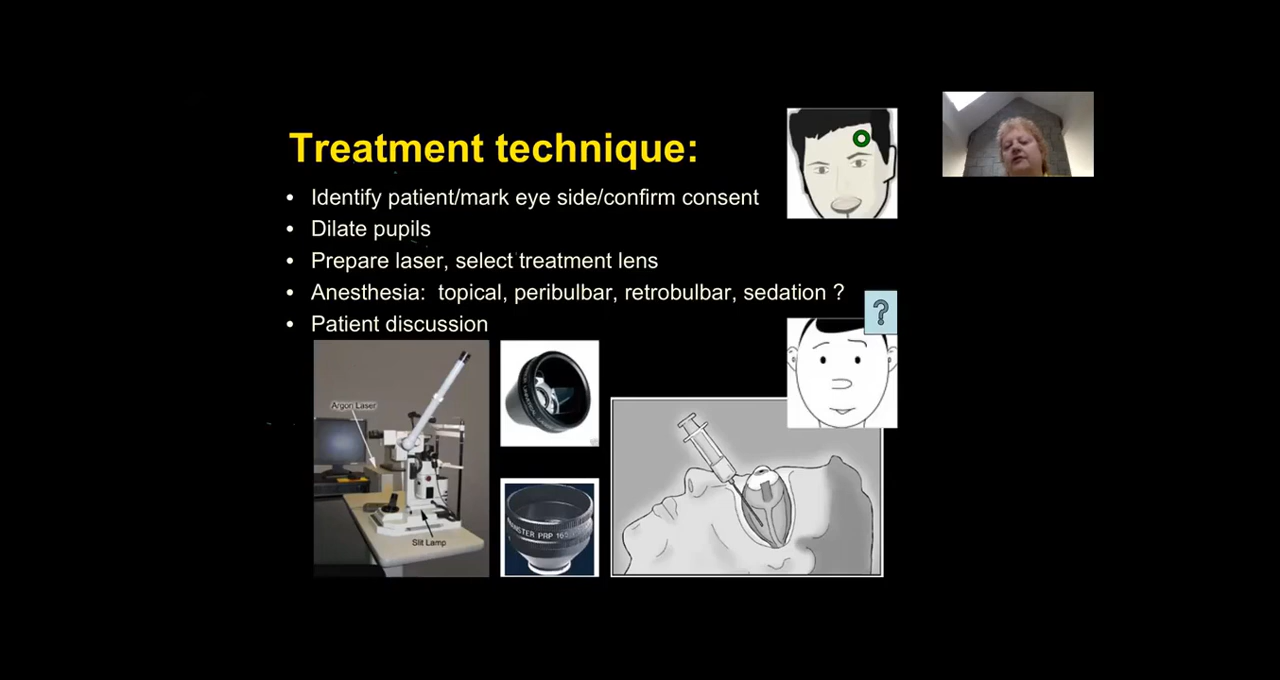 Treatment technique:
• Identify patient/mark eye side/confirm consent
• Dilate pupils
• Prepare laser, select treatment lens
• Anesthesia: topical, peribulbar, retrobulbar, sedation ?
• Patient discussion
?
Argon Laser
Slit Lamp
PRP